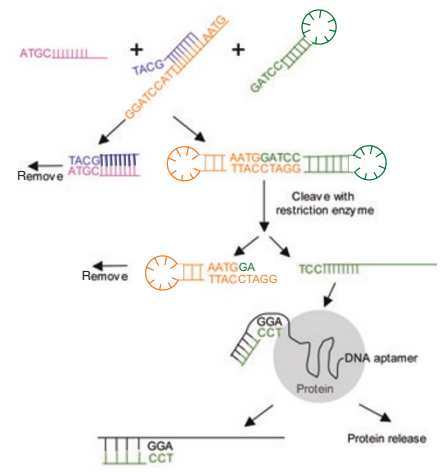 ATGC
+
TACG
AATG
GGATCCATT
+
GATCC
TACG
ATGC
Remove
AATGGATCC
TTACCTAGG
Cleave with
restriction enzyme
Remove
AATGGA
TTACCTAGG
TCC
GGA
CCT
DNA aptamer
Protein
GGA
CCT
Protein release